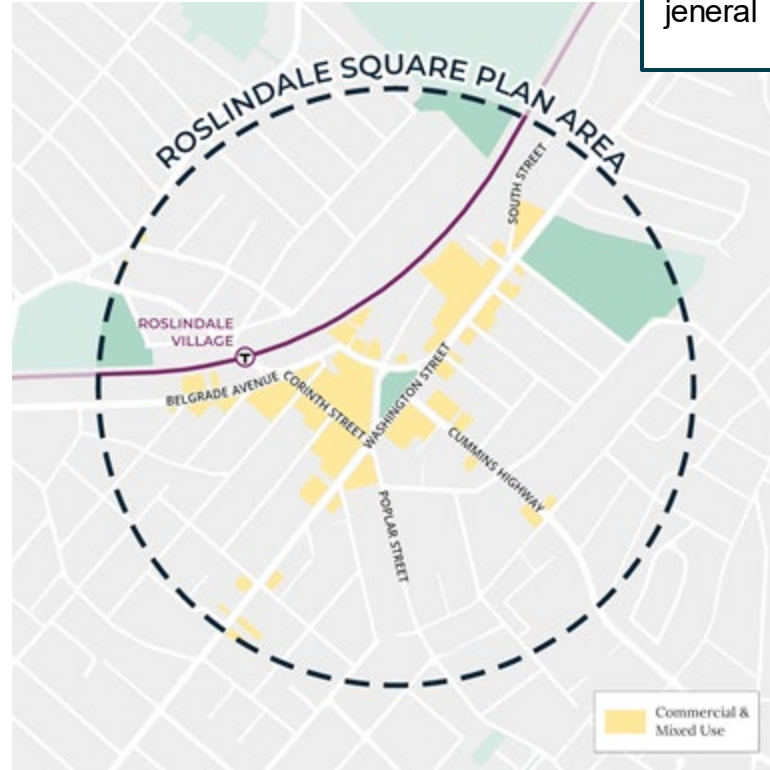 jeneral
ROSLINDALE SQUARE PLAN AREA
SOUTH STREET
ROSLINDALE
VILLAGE
T
BELGRADE AVENUE
CORINTH STREET
WASHINGTON STREET
CUMMINS HIGHWAY
POPLAR STREET
Commercial &
Mixed Use